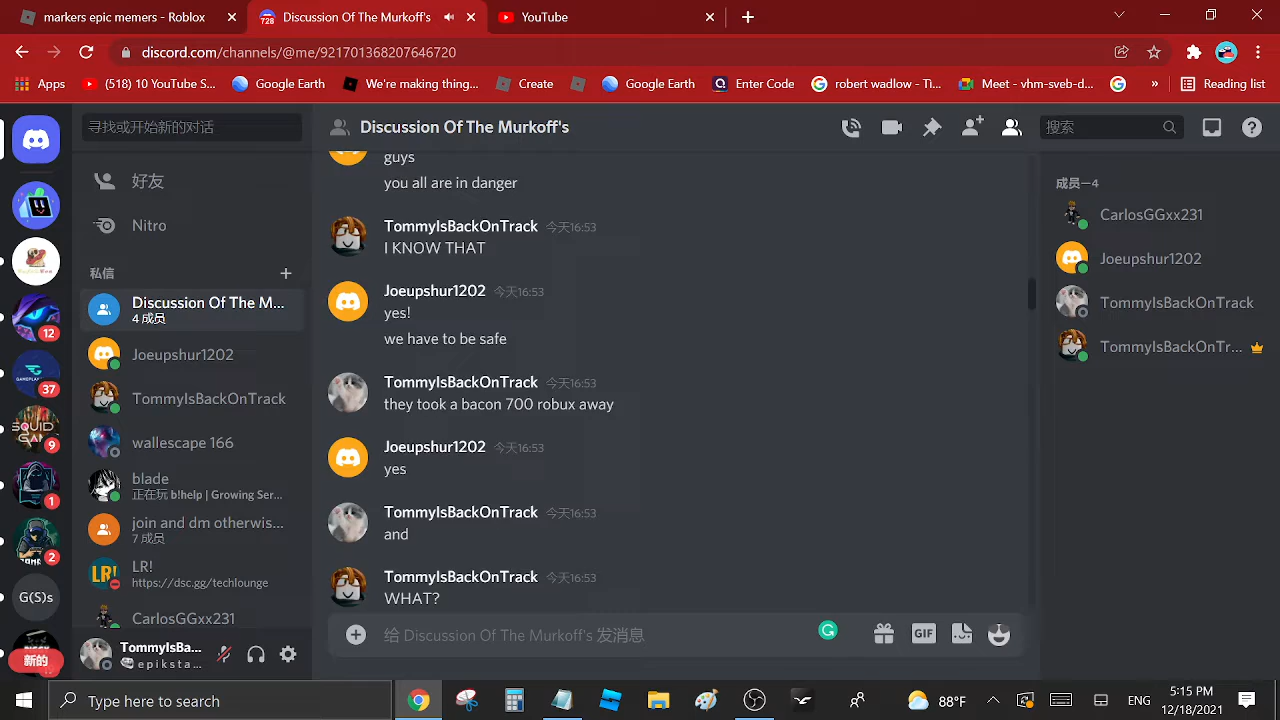 markers epic memers - Roblox
728
Discussion Of The Murkoff's
YouTube
discord.com/channels/@me/921701368207646720
Apps
(518) 10 YouTube S...
Google Earth
We're making thing...
Create
Google Earth
Enter Code
robert wadlow - Ti...
Meet - vhm-sveb-d...
»
Reading list
寻找或开始新的对话
好友
Nitro
私信
Discussion Of The M...
4 成员
Joeupshur1202
TommyIsBackOnTrack
wallescape 166
blade
正在玩 b!help | Growing Ser...
join and dm otherwis...
7 成员
LR!
LR!
https://dsc.gg/techlounge
CarlosGGxx231
TommyIsBa...
12
37
SQUID
GAM
9
1
2
G(S)s
新的
Discussion Of The Murkoff's
搜索
guys
you all are in danger
TommyIsBackOnTrack 今天16:53
I KNOW THAT
Joeupshur1202 今天16:53
yes!
we have to be safe
TommyIsBackOnTrack 今天16:53
they took a bacon 700 robux away
Joeupshur1202 今天16:53
yes
TommyIsBackOnTrack 今天16:53
and
TommyIsBackOnTrack 今天16:53
WHAT?
给 Discussion Of The Murkoff's 发消息
GIF
成员—4
CarlosGGxx231
Joeupshur1202
TommyIsBackOnTrack
TommyIsBackOnTr...
Type here to search
88°F
ENG
5:15 PM
12/18/2021